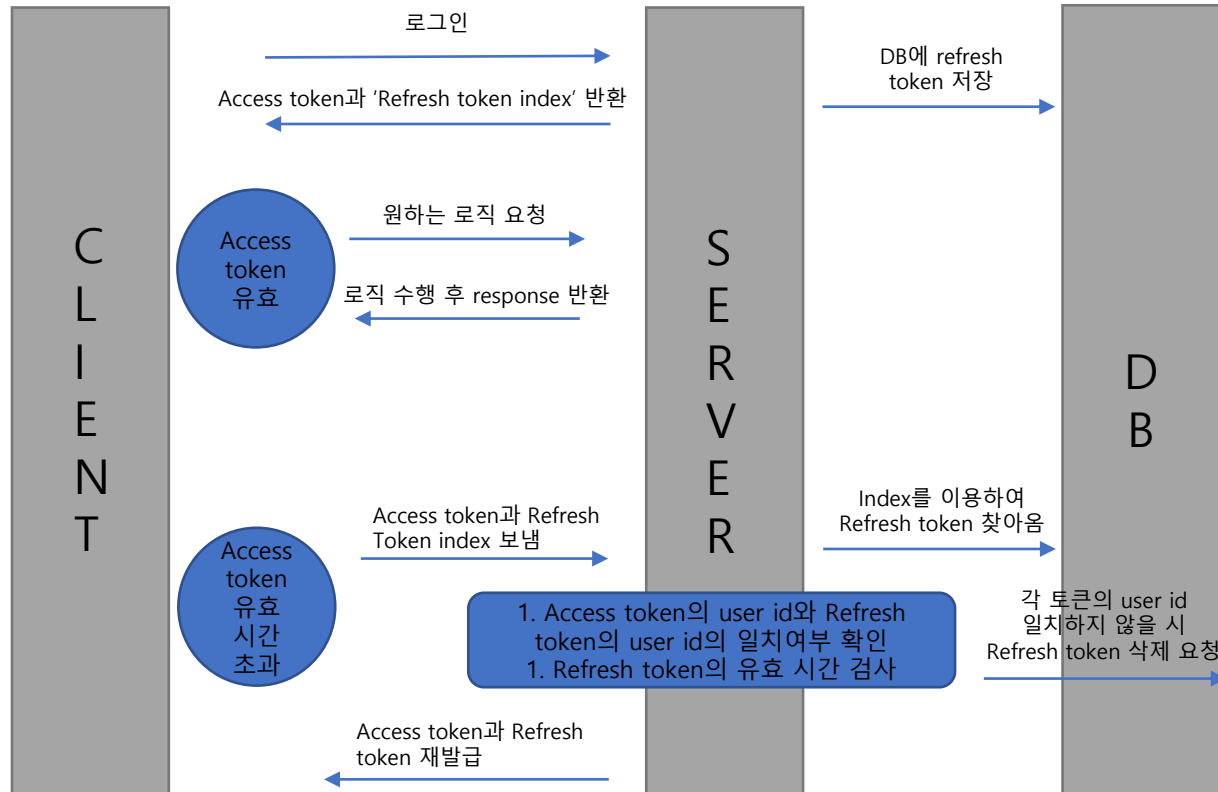 로그인
DB에 refresh
token 저장
Access token과 ‘Refresh token index’ 반환
CLIENT
SERVER
DB
Access
token
유효
원하는 로직 요청
로직 수행 후 response 반환
Access
token
유효
시간
초과
Access token과 Refresh
Token index 보냄
Index를 이용하여
Refresh token 찾아옴
1. Access token의 user id와 Refresh
token의 user id의 일치여부 확인
1. Refresh token의 유효 시간 검사
각 토큰의 user id
일치하지 않을 시
Refresh token 삭제 요청
Access token과 Refresh
token 재발급